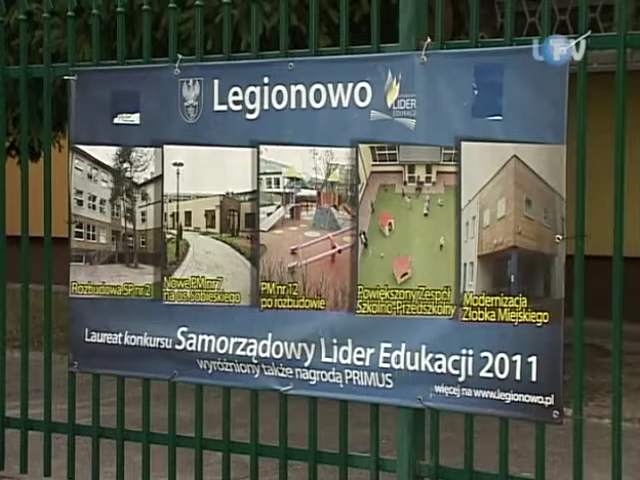 LTV
Legionowo
LIDER
EDUKACJI
Rozbudowa SP nr 2
Nowe PM nr 7
na os. Sobieskiego
PM nr 12
po rozbudowie
Powiększony Zespół
Szkolno-Przedszkolny
Modernizacja
Żłobka Miejskiego
Laureat konkursu Samorządowy Lider Edukacji 2011
wyróżniony także nagrodą PRIMUS
więcej na www.legionowo.pl